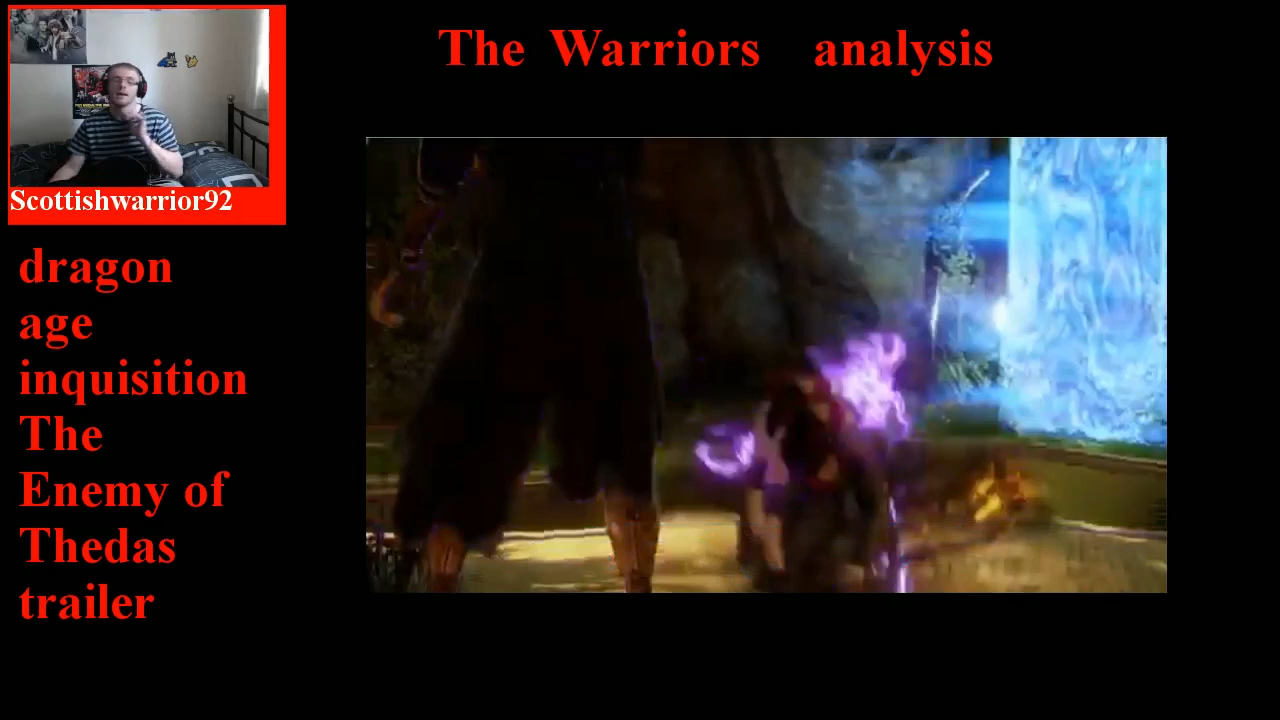 The Warriors analysis
Scottishwarrior92
dragon
age
inquisition
The
Enemy of
Thedas
trailer